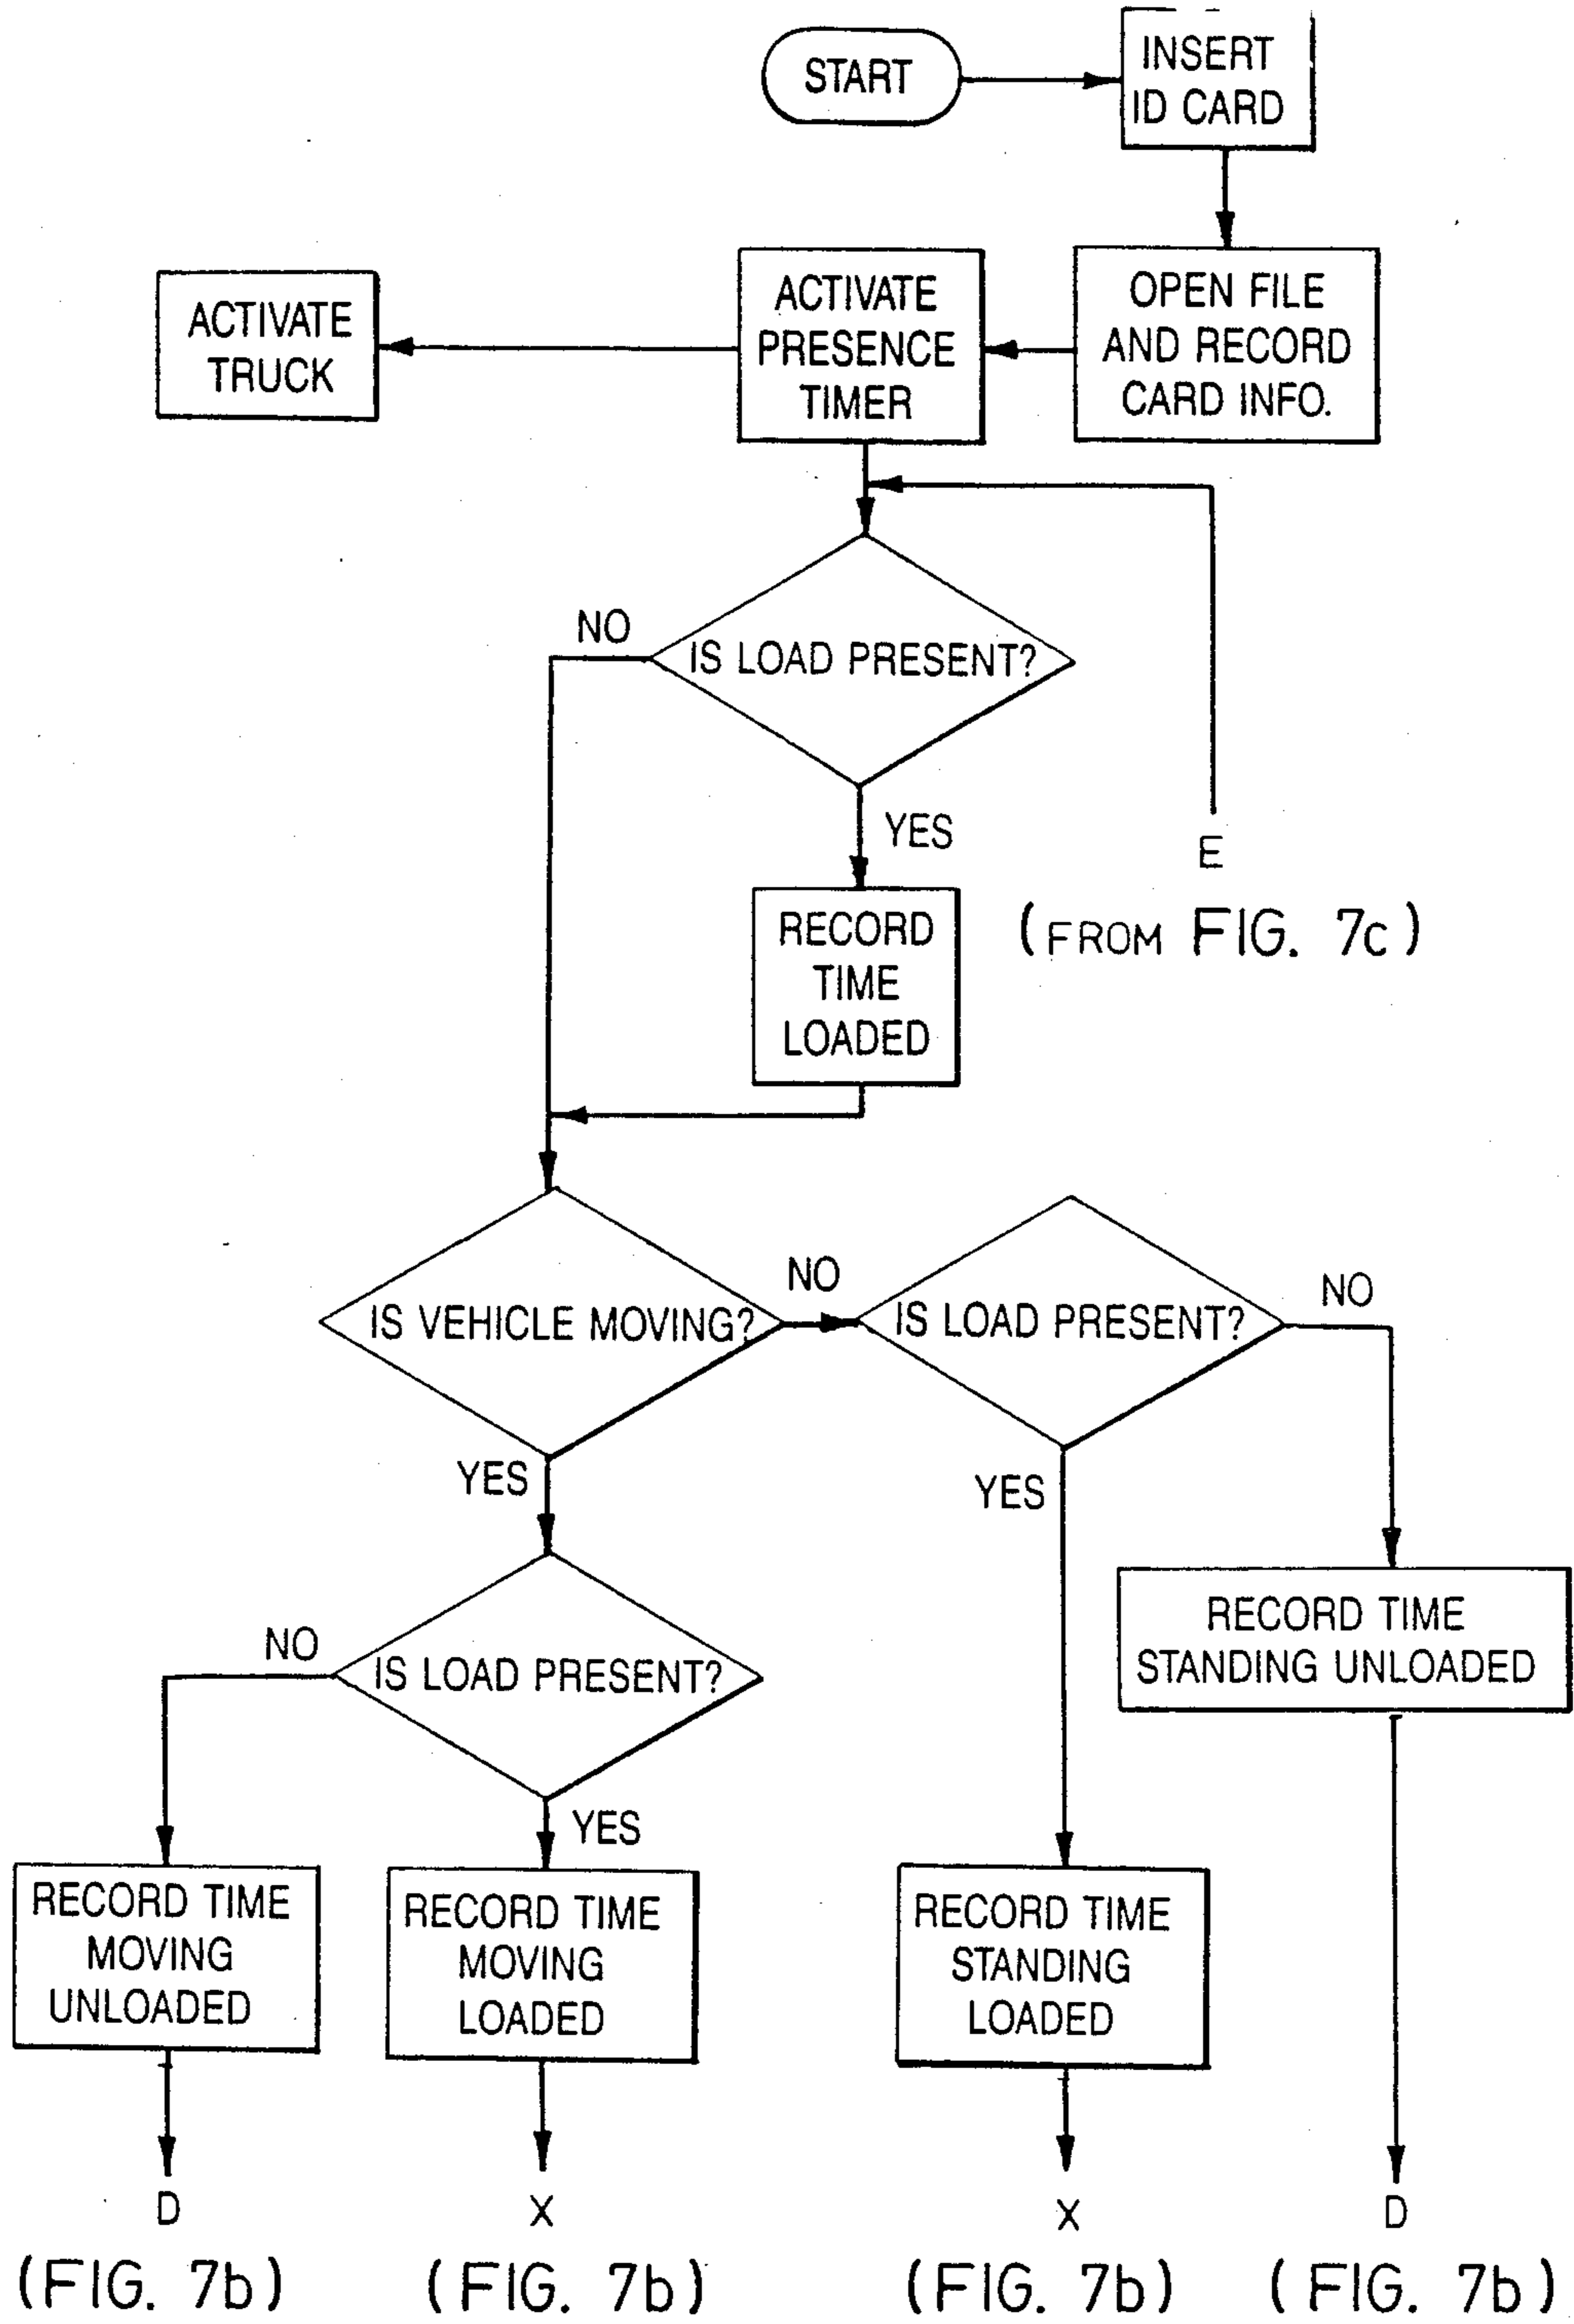 START
INSERT
ID CARD
ACTIVATE
TRUCK
ACTIVATE
PRESENCE
TIMER
OPEN FILE
AND RECORD
CARD INFO.
NO
IS LOAD PRESENT?
YES
E
(FROM FIG. 7c)
RECORD
TIME
LOADED
IS VEHICLE MOVING?
NO
IS LOAD PRESENT?
NO
YES
YES
RECORD TIME
STANDING UNLOADED
NO
IS LOAD PRESENT?
YES
RECORD TIME
MOVING
UNLOADED
RECORD TIME
MOVING
LOADED
RECORD TIME
STANDING
LOADED
D
X
X
D
(FIG. 7b)
(FIG. 7b)
(FIG. 7b)
(FIG. 7b)